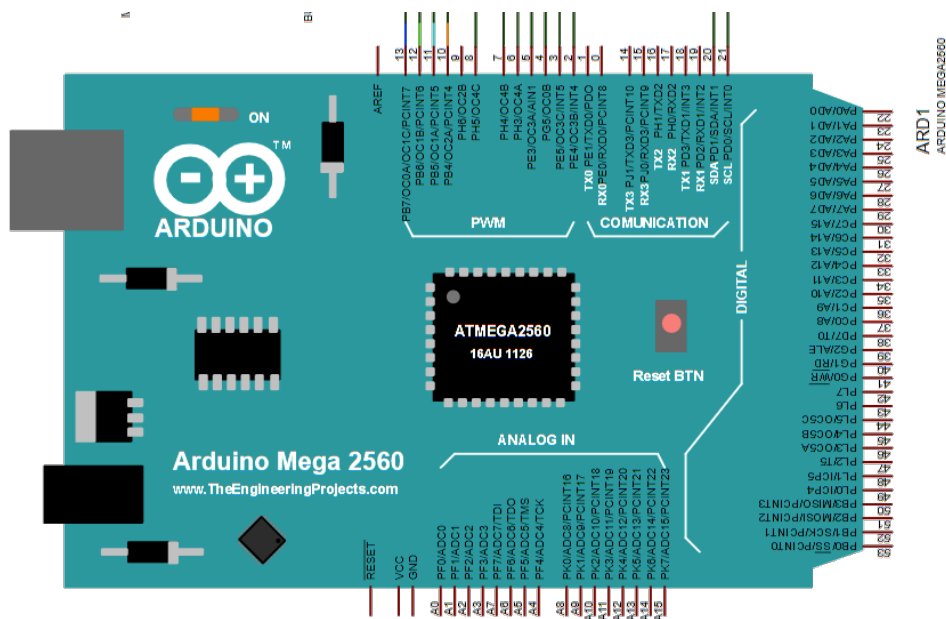 13
12
11
10
9
8
7
6
5
4
3
2
1
0
14
15
16
17
18
19
20
21
AREF
PB7/OC0A/OC1C/PCINT7
PB6/OC1B/PCINT6
PB5/OC1A/PCINT5
PB4/OC2A/PCINT4
PH6/OC2B
PH5/OC4C
PH4/OC4B
PH3/OC4A
PE3/OC3A/AIN1
PG5/OC0B
PE5/OC3C/INT5
PE4/OC3B/INT4
TX0 PE1/TXD0/PDO
RX0 PE0/RXD0/PCINT8
TX3 PJ1/TXD3/PCINT10
RX3 PJ0/RXD3/PCINT9
TX2 PH1/TXD2
RX2 PH0/RXD2
TX1 PD3/TXD1/INT3
RX1 PD2/RXD1/INT2
SDA PD1/SDA/INT1
SCL PD0/SCL/INT0
ON
TM
ARDUINO
PWM
COMUNICATION
DIGITAL
ATMEGA2560
16AU 1126
Reset BTN
ANALOG IN
Arduino Mega 2560
www.TheEngineeringProjects.com
PA0/AD0 22
PA1/AD1 23
PA2/AD2 24
PA3/AD3 25
PA4/AD4 26
PA5/AD5 27
PA6/AD6 28
PA7/AD7 29
PC7/A15 30
PC6/A14 31
PC5/A13 32
PC4/A12 33
PC3/A11 34
PC2/A10 35
PC1/A9 36
PC0/A8 37
PD7/T0 38
PG2/ALE 39
PG1/RD 40
PG0/WR 41
PL7 42
PL6 43
PL5/OC5C 44
PL4/OC5B 45
PL3/OC5A 46
PL2/T5 47
PL1/ICP5 48
PL0/ICP4 49
PB3/MISO/PCINT3 50
PB2/MOSI/PCINT2 51
PB1/SCK/PCINT1 52
PB0/SS/PCINT0 53
ARD1
ARDUINO MEGA2560
RESET
VCC
GND
A0 PF0/ADC0
A1 PF1/ADC1
A2 PF2/ADC2
A3 PF3/ADC3
A7 PF7/ADC7/TDI
A6 PF6/ADC6/TDO
A5 PF5/ADC5/TMS
A4 PF4/ADC4/TCK
A8 PK0/ADC8/PCINT16
A9 PK1/ADC9/PCINT17
A10 PK2/ADC10/PCINT18
A11 PK3/ADC11/PCINT19
A12 PK4/ADC12/PCINT20
A13 PK5/ADC13/PCINT21
A14 PK6/ADC14/PCINT22
A15 PK7/ADC15/PCINT23